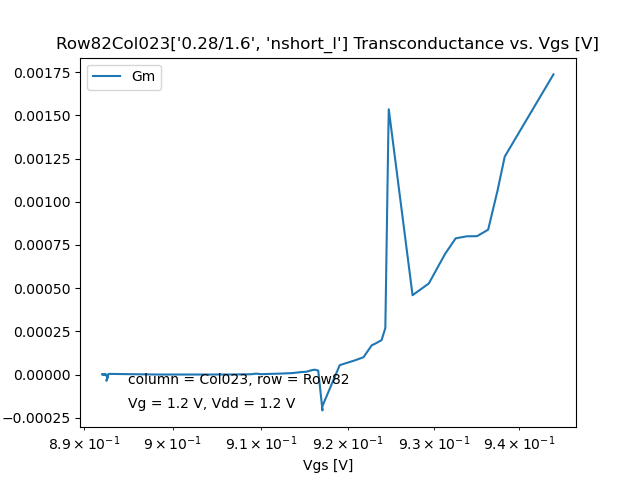 Row82Col023['0.28/1.6', 'nshort_l'] Transconductance vs. Vgs [V]
Gm
0.00175
0.00150
0.00125
0.00100
0.00075
0.00050
0.00025
0.00000
−0.00025
column = Col023, row = Row82
Vg = 1.2 V, Vdd = 1.2 V
8.9 × 10⁻¹ 9 × 10⁻¹ 9.1 × 10⁻¹ 9.2 × 10⁻¹ 9.3 × 10⁻¹ 9.4 × 10⁻¹
Vgs [V]